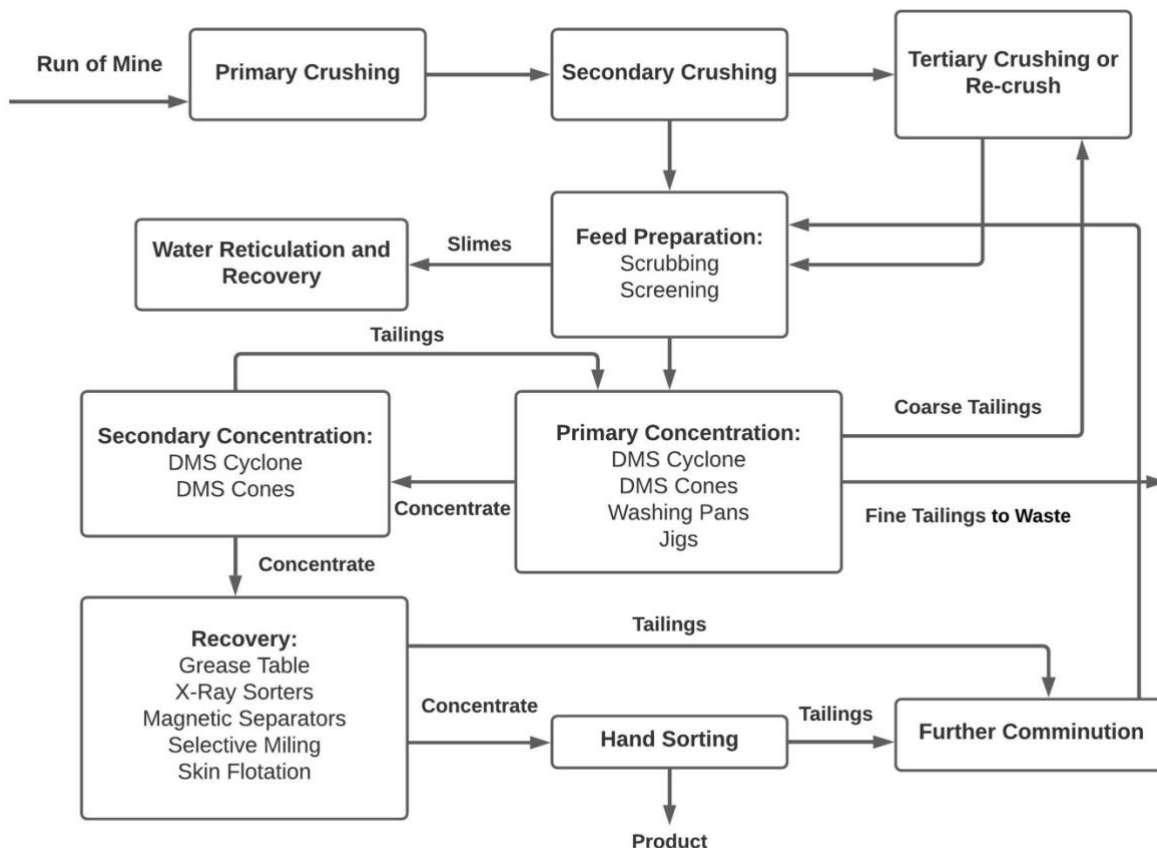 Run of Mine
Primary Crushing
Secondary Crushing
Tertiary Crushing or
Re-crush
Water Reticulation and
Recovery
Slimes
Feed Preparation:
Scrubbing
Screening
Tailings
Secondary Concentration:
DMS Cyclone
DMS Cones
Concentrate
Primary Concentration:
DMS Cyclone
DMS Cones
Washing Pans
Jigs
Coarse Tailings
Fine Tailings to Waste
Concentrate
Recovery:
Grease Table
X-Ray Sorters
Magnetic Separators
Selective Miling
Skin Flotation
Tailings
Concentrate
Hand Sorting
Tailings
Further Comminution
Product